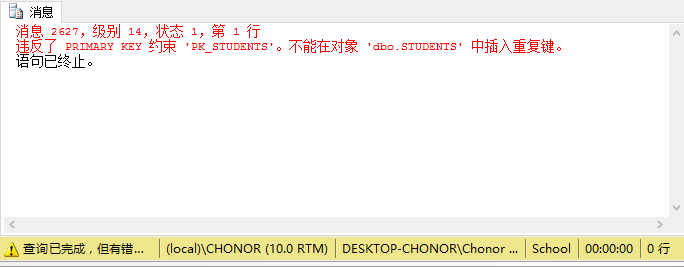 消息
消息 2627，级别 14，状态 1，第 1 行
违反了 PRIMARY KEY 约束 'PK_STUDENTS'。不能在对象 'dbo.STUDENTS' 中插入重复键。
语句已终止。
查询已完成，但有错... (local)\CHONOR (10.0 RTM) DESKTOP-CHONOR\Chonor ... School 00:00:00 0 行